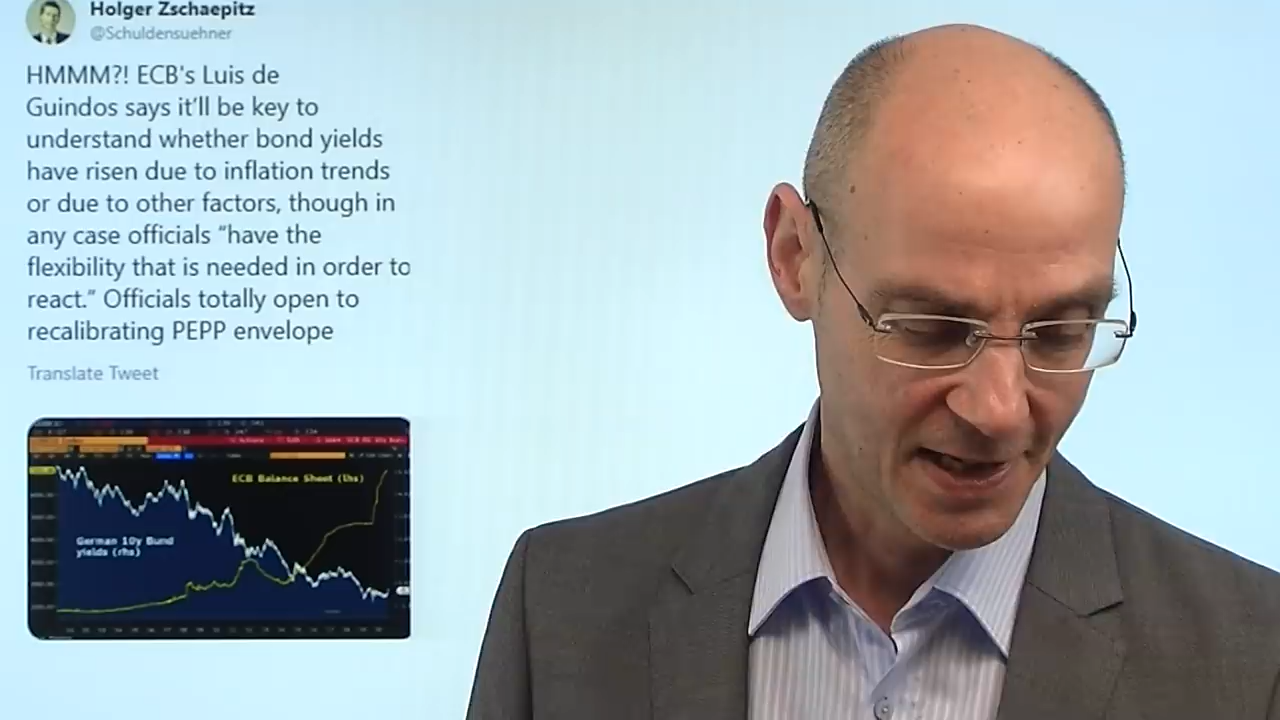 Holger Zschaepitz
@Schuldensuehner
HMMM?! ECB's Luis de
Guindos says it'll be key to
understand whether bond yields
have risen due to inflation trends
or due to other factors, though in
any case officials "have the
flexibility that is needed in order to
react." Officials totally open to
recalibrating PEPP envelope
Translate Tweet
ECB Balance Sheet (lhs)
German 10y Bund
yields (rhs)